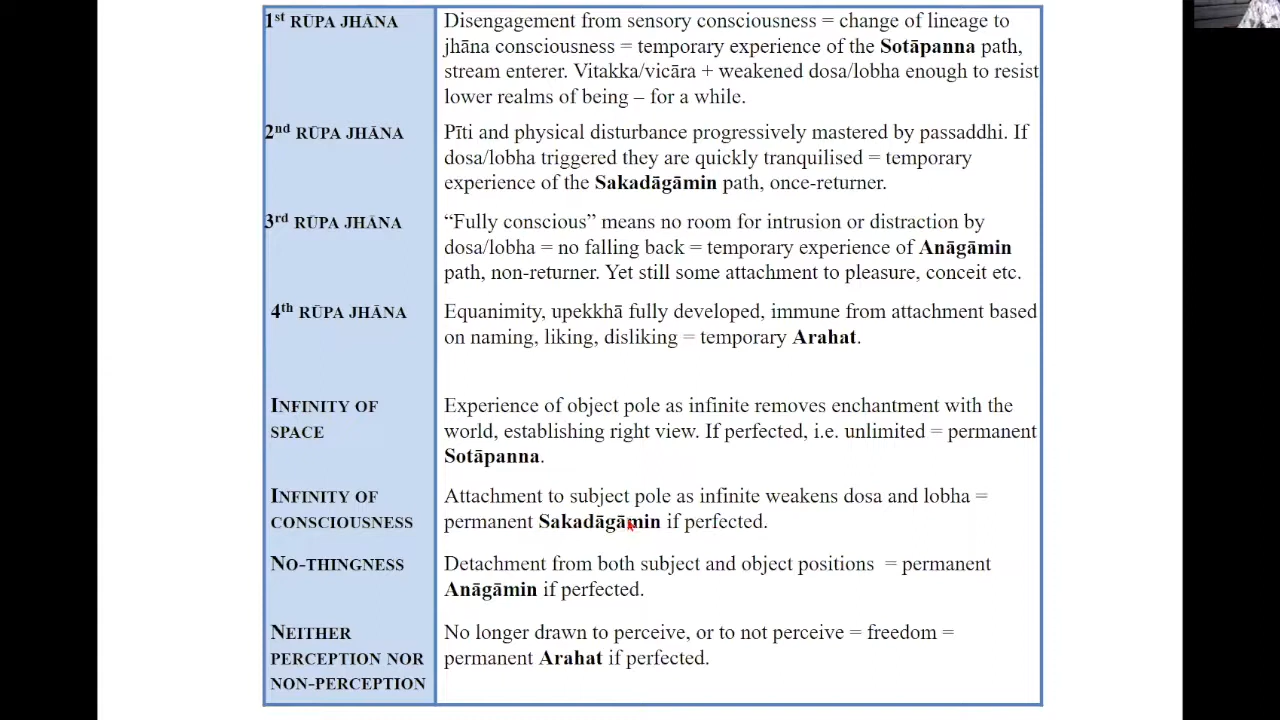 1st RŪPA JHĀNA
Disengagement from sensory consciousness = change of lineage to
jhāna consciousness = temporary experience of the Sotāpanna path,
stream enterer. Vitakka/vicāra + weakened dosa/lobha enough to resist
lower realms of being – for a while.
2nd RŪPA JHĀNA
Pīti and physical disturbance progressively mastered by passaddhi. If
dosa/lobha triggered they are quickly tranquilised = temporary
experience of the Sakadāgāmin path, once-returner.
3rd RŪPA JHĀNA
“Fully conscious” means no room for intrusion or distraction by
dosa/lobha = no falling back = temporary experience of Anāgāmin
path, non-returner. Yet still some attachment to pleasure, conceit etc.
4th RŪPA JHĀNA
Equanimity, upekkhā fully developed, immune from attachment based
on naming, liking, disliking = temporary Arahat.
INFINITY OF
SPACE
Experience of object pole as infinite removes enchantment with the
world, establishing right view. If perfected, i.e. unlimited = permanent
Sotāpanna.
INFINITY OF
CONSCIOUSNESS
Attachment to subject pole as infinite weakens dosa and lobha =
permanent Sakadāgāmin if perfected.
NO-THINGNESS
Detachment from both subject and object positions = permanent
Anāgāmin if perfected.
NEITHER
PERCEPTION NOR
NON-PERCEPTION
No longer drawn to perceive, or to not perceive = freedom =
permanent Arahat if perfected.